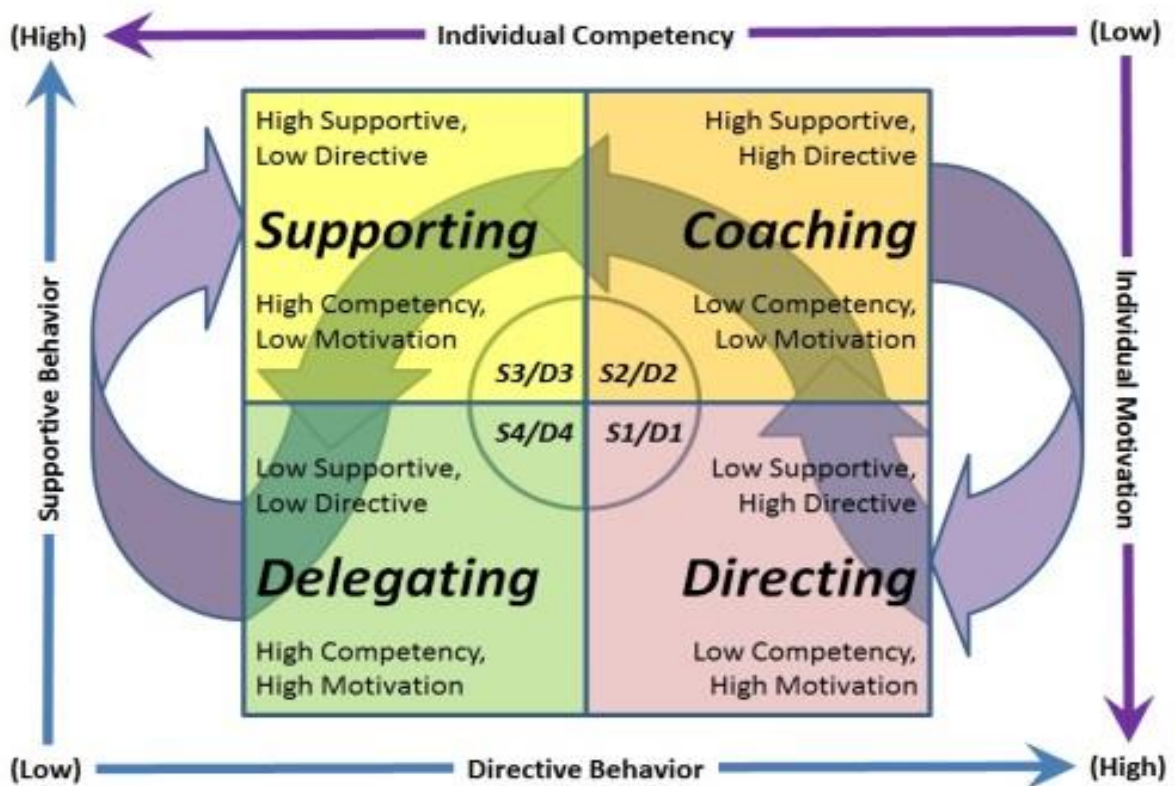 (High) Individual Competency (Low)
High Supportive,
Low Directive
Supporting
High Competency,
Low Motivation
S3/D3
High Supportive,
High Directive
Coaching
Low Competency,
Low Motivation
S2/D2
S4/D4
Low Supportive,
Low Directive
Delegating
High Competency,
High Motivation
S1/D1
Low Supportive,
High Directive
Directing
Low Competency,
High Motivation
Supportive Behavior
Individual Motivation
(Low) Directive Behavior (High)